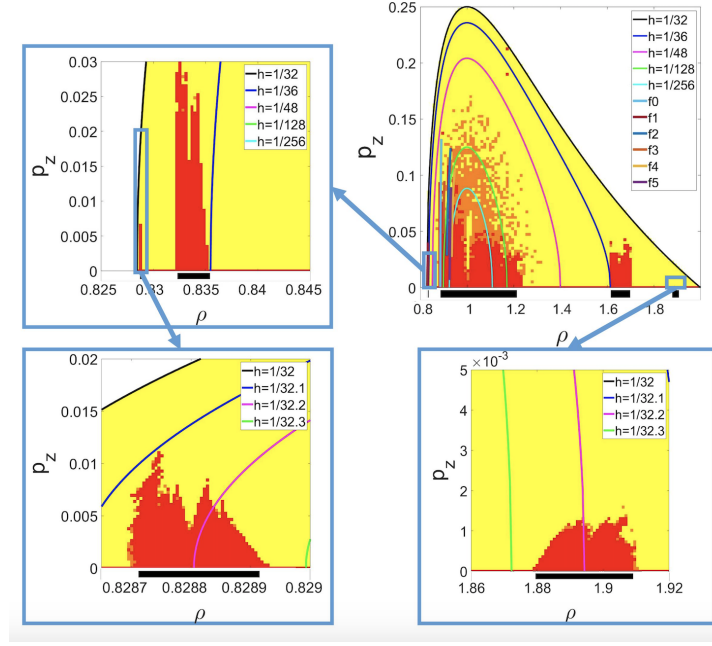 0.03
0.025
0.02
0.015
0.01
0.005
0
p_z
0.825
0.83
0.835
0.84
0.845
ρ
h=1/32
h=1/36
h=1/48
h=1/128
h=1/256
0.25
0.2
0.15
0.1
0.05
0
p_z
0.8
1
1.2
1.4
1.6
1.8
ρ
h=1/32
h=1/36
h=1/48
h=1/128
h=1/256
f0
f1
f2
f3
f4
f5
0.02
0.015
0.01
0.005
0
p_z
0.8287
0.8288
0.8289
0.829
ρ
h=1/32
h=1/32.1
h=1/32.2
h=1/32.3
×10⁻³
5
4
3
2
1
0
p_z
1.86
1.88
1.9
1.92
ρ
h=1/32
h=1/32.1
h=1/32.2
h=1/32.3